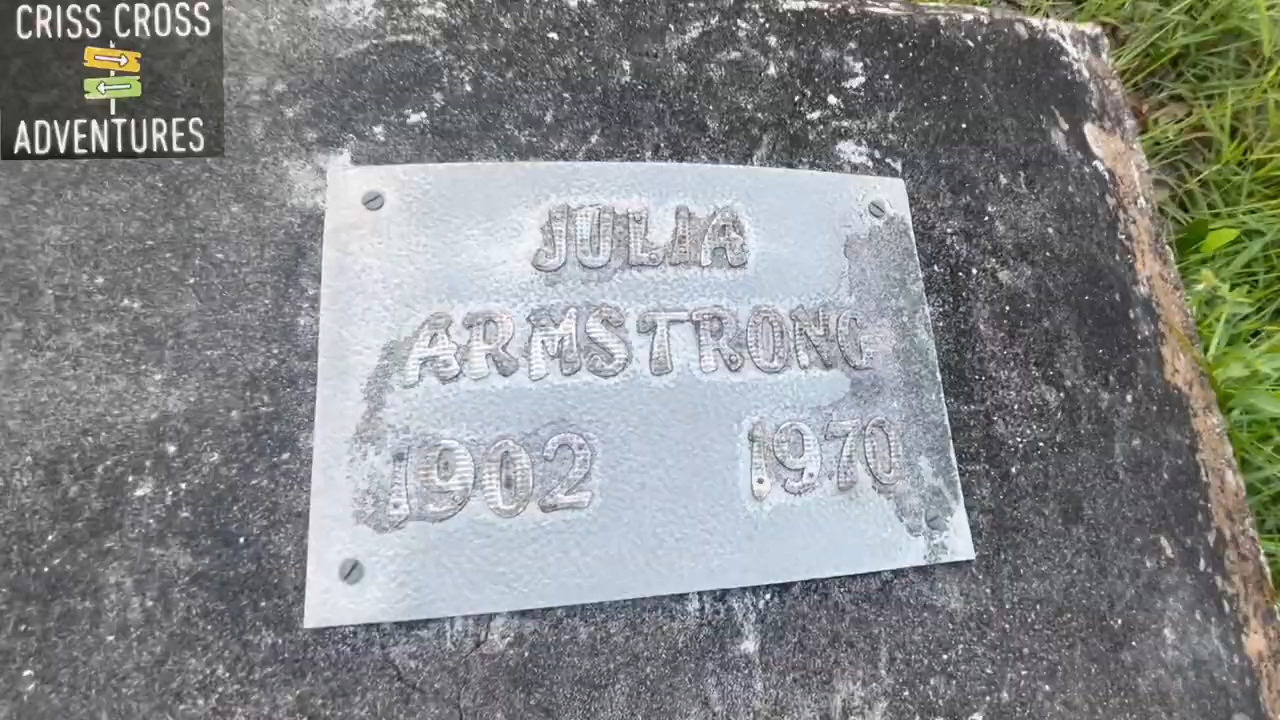 CRISS CROSS
ADVENTURES
JULIA
ARMSTRONG
1902 1970